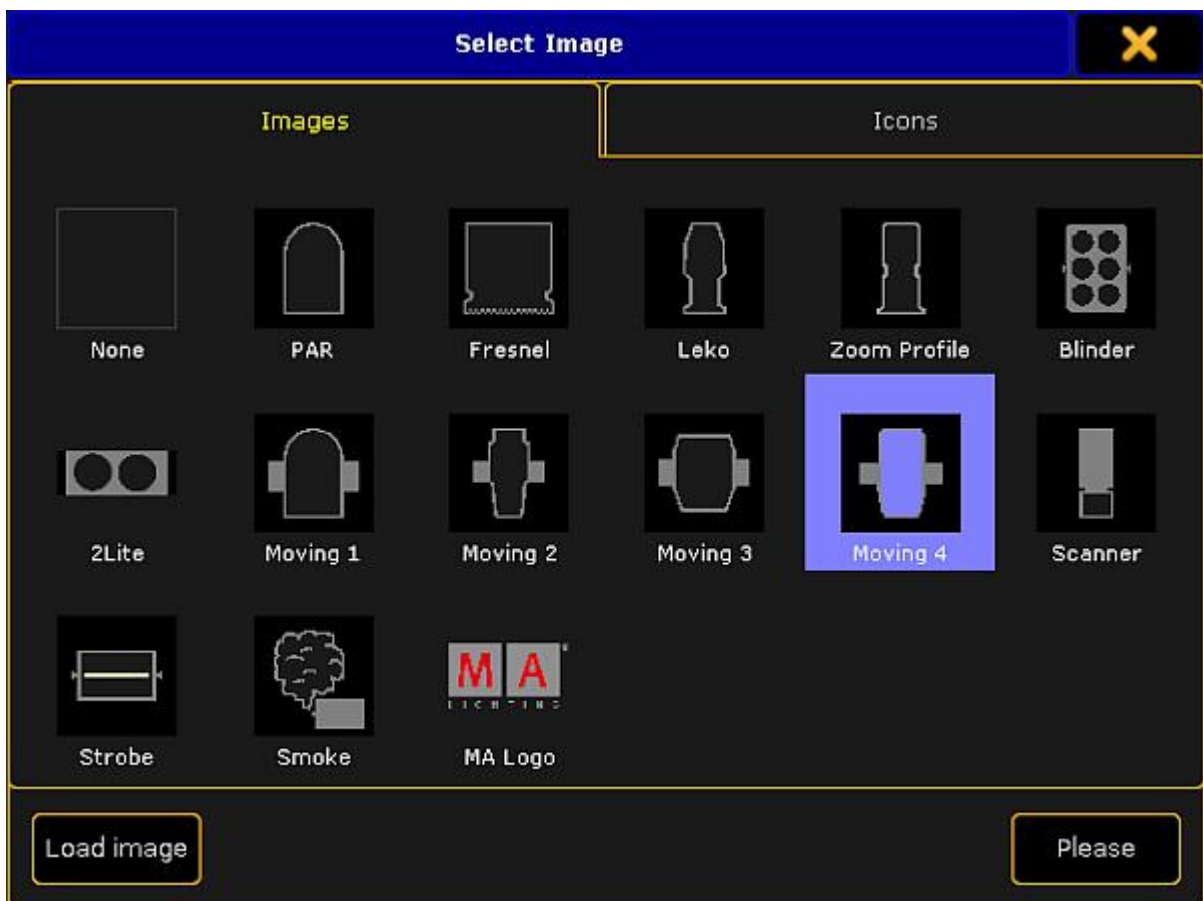 Select Image
Images Icons
None PAR Fresnel Leko Zoom Profile Blinder
2Lite Moving 1 Moving 2 Moving 3 Moving 4 Scanner
MA
LIGHTING
Strobe Smoke MA Logo
Load image Please